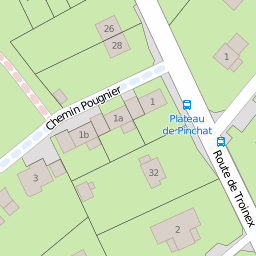 26
28
1
Chemin Pougnier
1
1a
1b
Plateau
de Pinchat
Route de Troinex
3
32
2